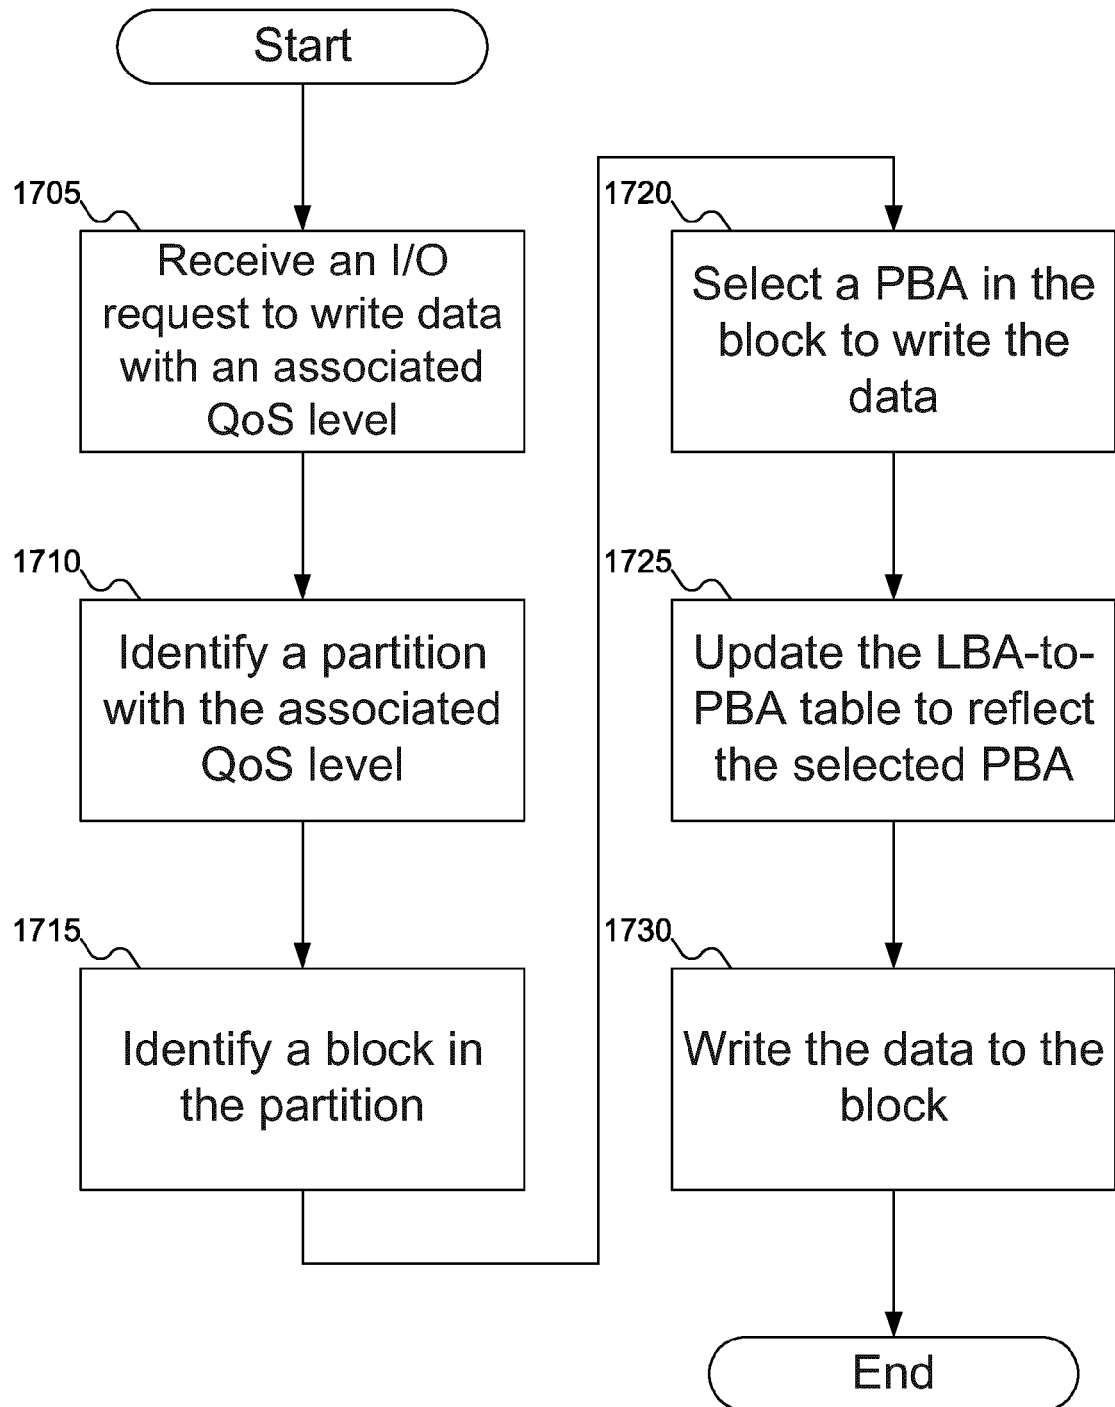 Start
1705
Receive an I/O
request to write data
with an associated
QoS level
1710
Identify a partition
with the associated
QoS level
1715
Identify a block in
the partition
1720
Select a PBA in the
block to write the
data
1725
Update the LBA-to-
PBA table to reflect
the selected PBA
1730
Write the data to the
block
End